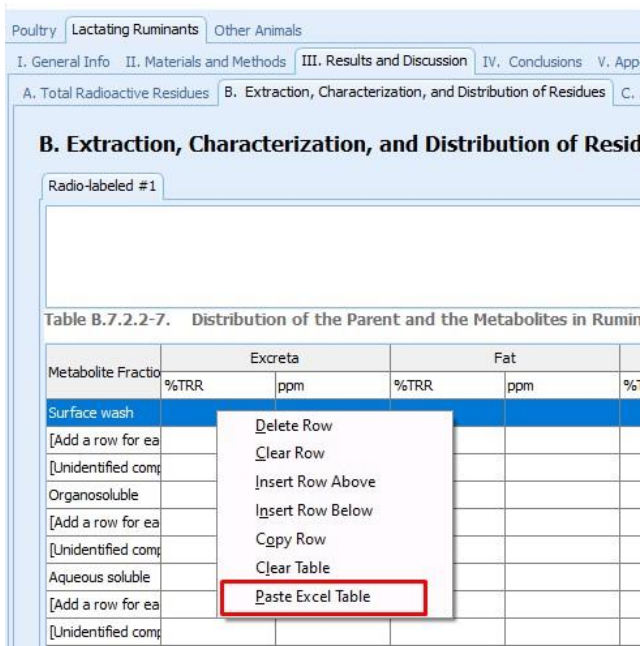 Poultry Lactating Ruminants Other Animals
I. General Info II. Materials and Methods III. Results and Discussion IV. Conclusions V. App
A. Total Radioactive Residues B. Extraction, Characterization, and Distribution of Residues C.
B. Extraction, Characterization, and Distribution of Resid
Radio-labeled #1
Table B.7.2.2-7. Distribution of the Parent and the Metabolites in Rumin
Metabolite Fractio Excreta Fat
%TRR ppm %TRR ppm %T
Surface wash
Delete Row
[Add a row for ea
Clear Row
[Unidentified comp
Insert Row Above
Organosoluble
Insert Row Below
[Add a row for ea
Copy Row
[Unidentified comp
Clear Table
Aqueous soluble
Paste Excel Table
[Add a row for ea
[Unidentified comp